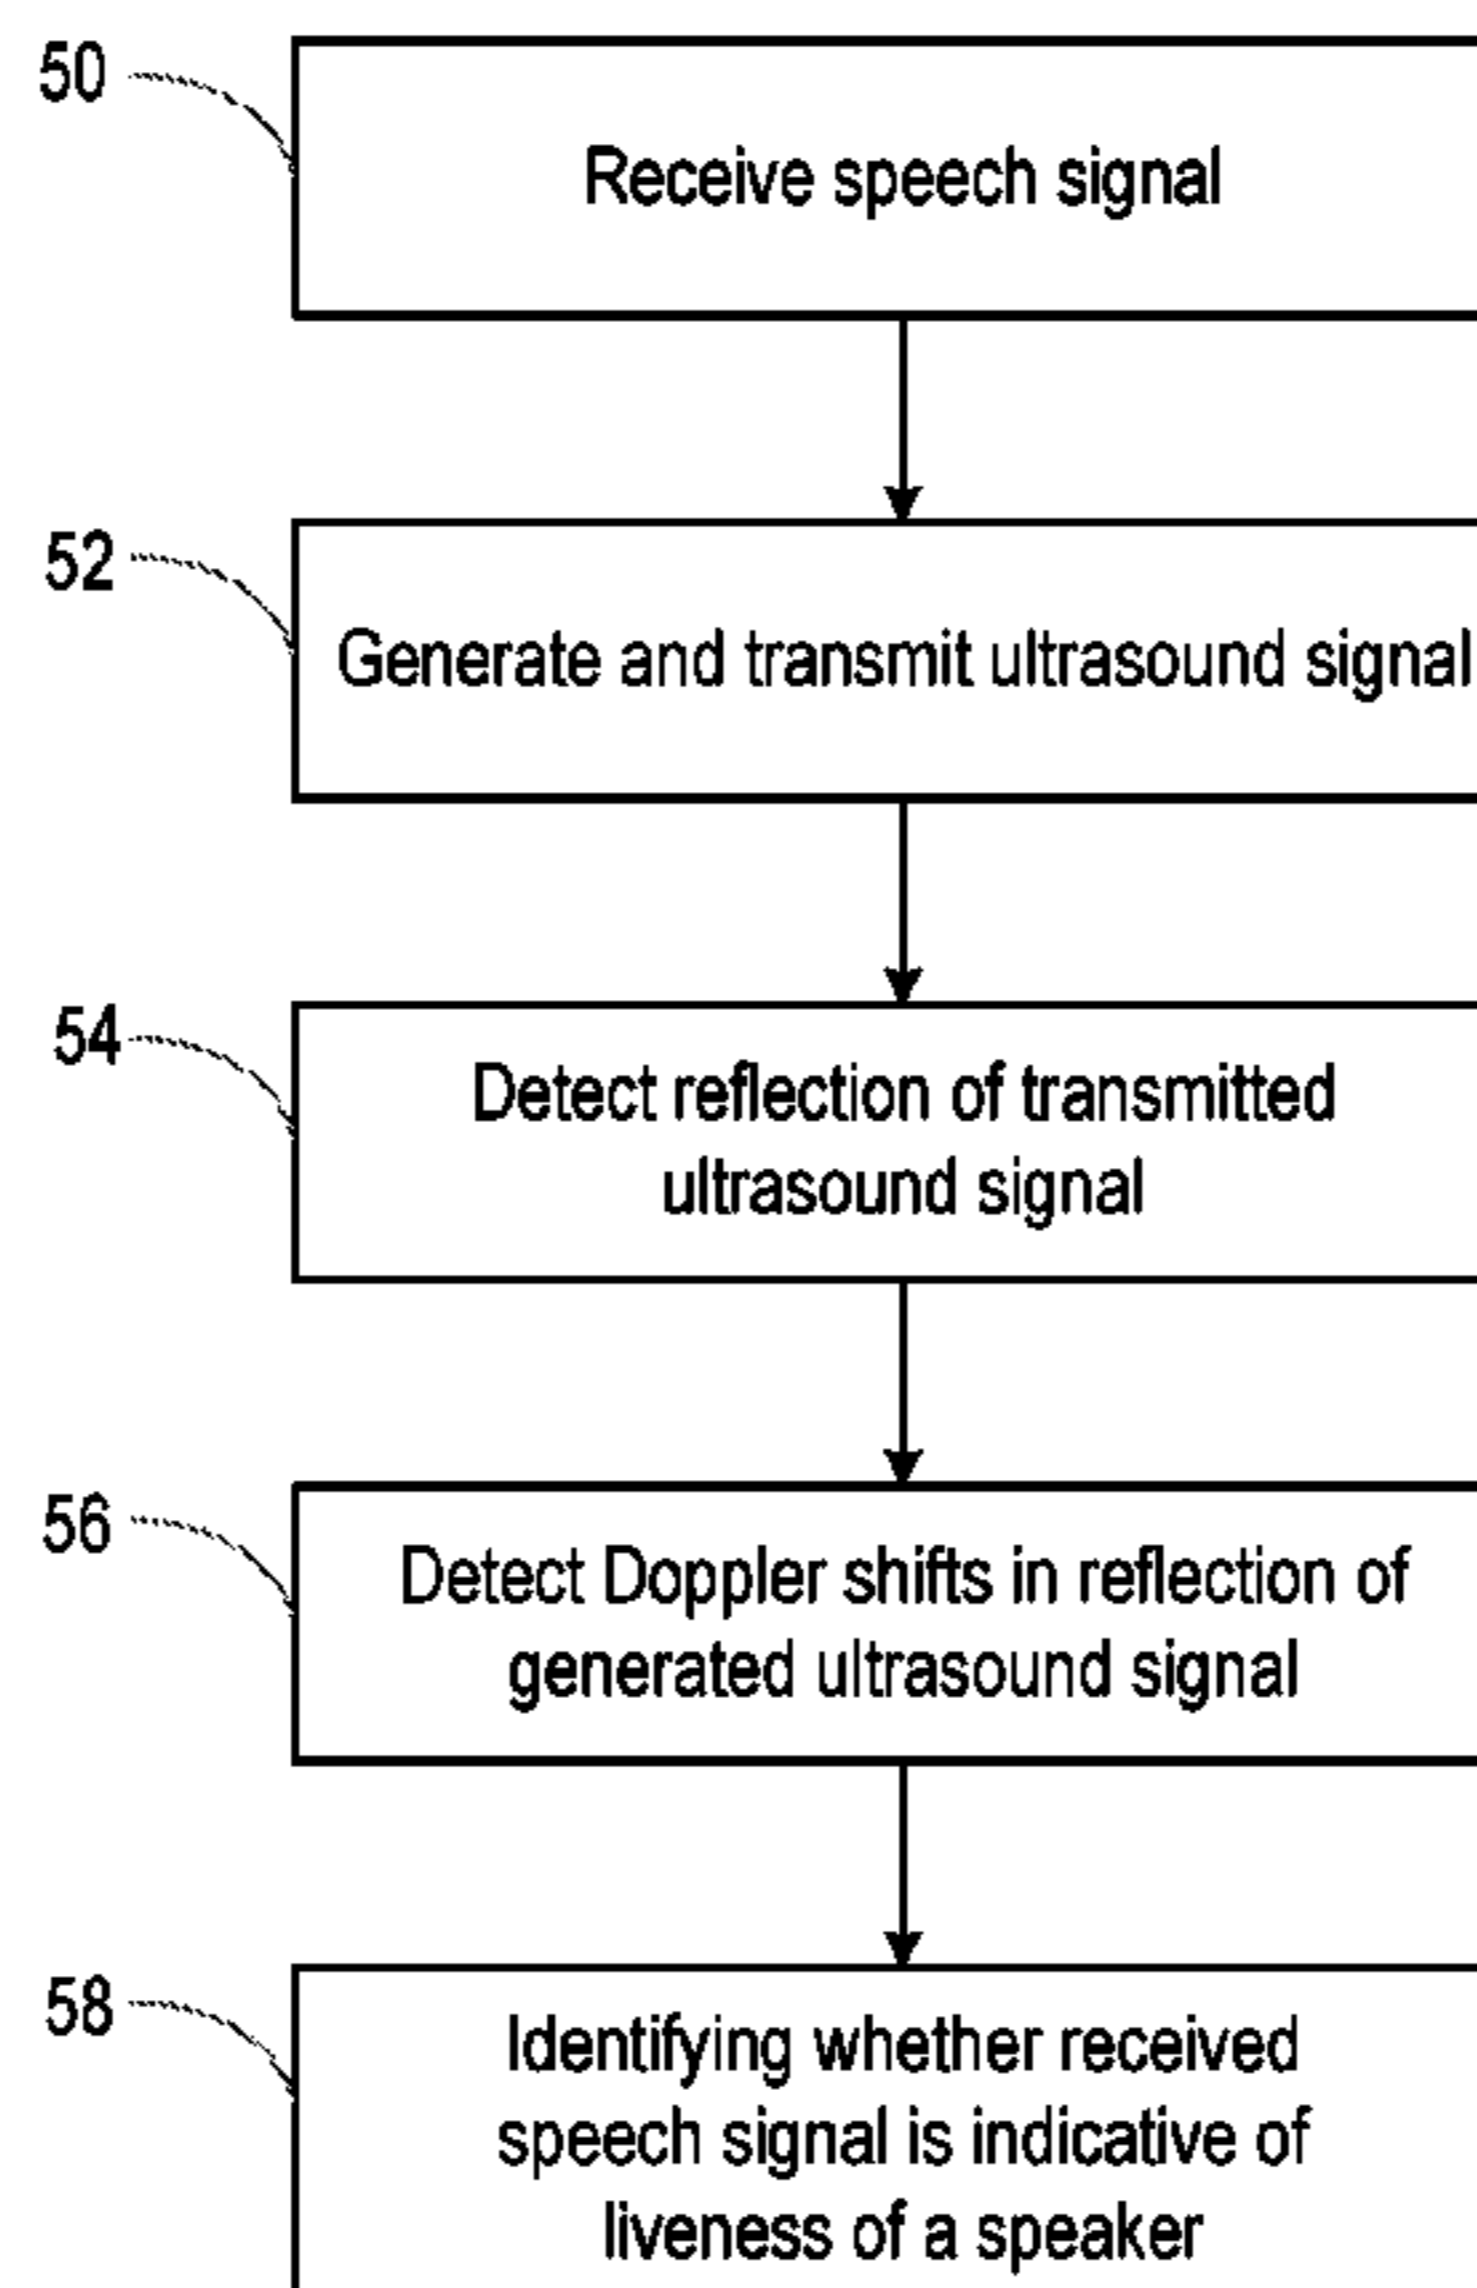 50
Receive speech signal
52
Generate and transmit ultrasound signal
54
Detect reflection of transmitted
ultrasound signal
56
Detect Doppler shifts in reflection of
generated ultrasound signal
58
Identifying whether received
speech signal is indicative of
liveness of a speaker